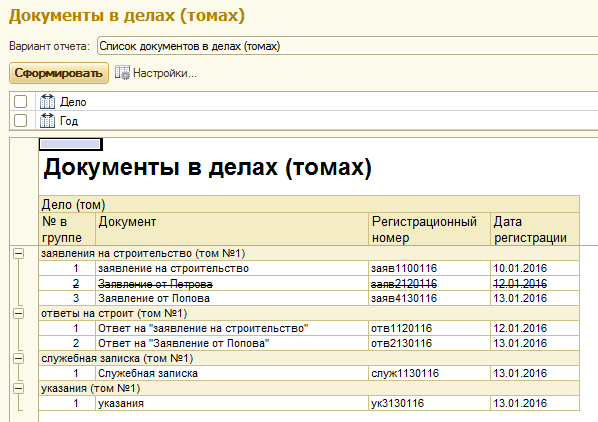 Документы в делах (томах)
Вариант отчета: Список документов в делах (томах)
Сформировать Настройки...
Дело
Год
Документы в делах (томах)
Дело (том)
№ в группе Документ Регистрационный номер Дата регистрации
заявления на строительство (том №1)
1 заявление на строительство заяв1100116 10.01.2016
2 Заявление от Петрова заяв2120116 12.01.2016
3 Заявление от Попова заяв4130116 13.01.2016
ответы на строит (том №1)
1 Ответ на "заявление на строительство" отв1120116 12.01.2016
2 Ответ на "Заявление от Попова" отв2130116 13.01.2016
служебная записка (том №1)
1 Служебная записка служ1130116 13.01.2016
указания (том №1)
1 указания ук3130116 13.01.2016